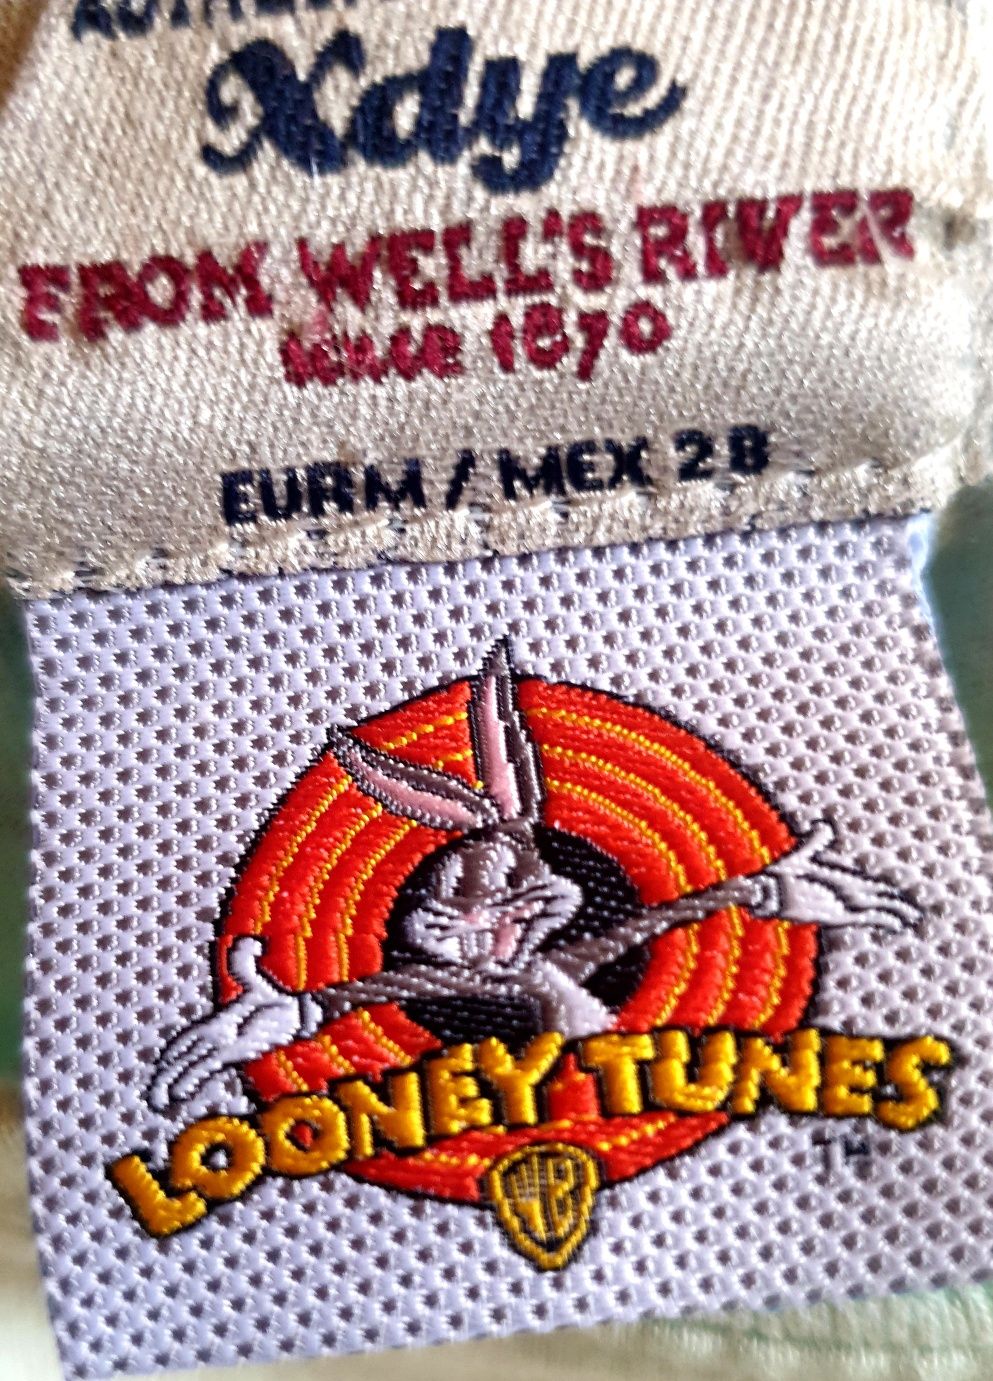 Xdye
FROM WELL'S RIVER
since 1870
EUR M / MEX 28
LOONEY TUNES
TM
WB